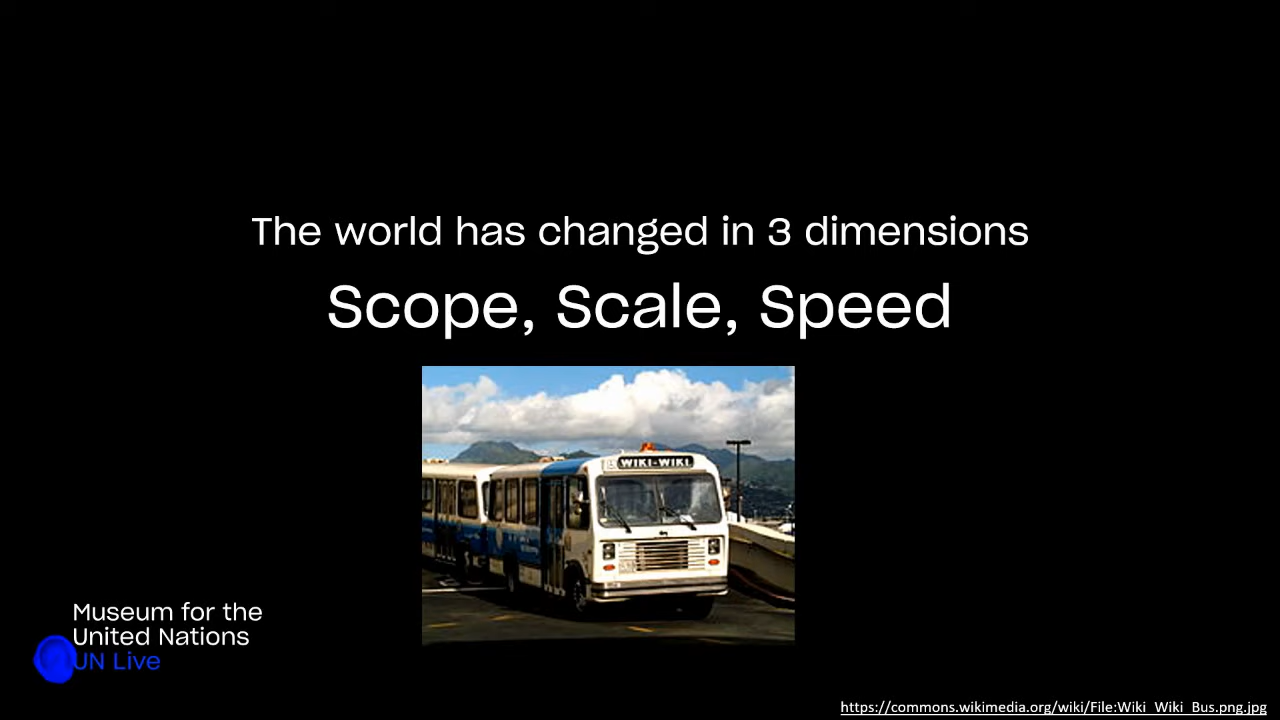 The world has changed in 3 dimensions
Scope, Scale, Speed
WIKI-WIKI
Museum for the
United Nations
UN Live
https://commons.wikimedia.org/wiki/File:Wiki_Wiki_Bus.png.jpg